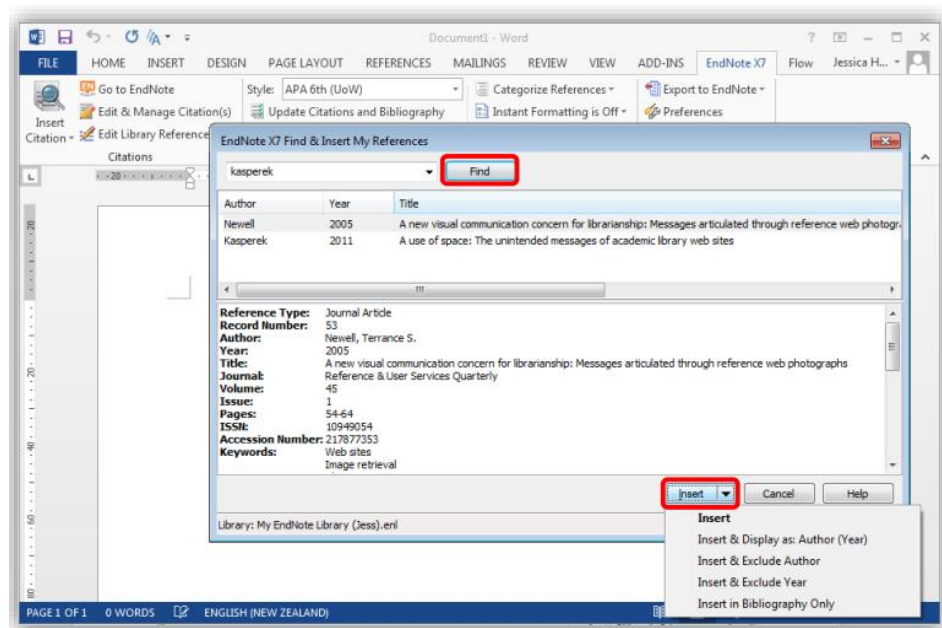 Document1 - Word
FILE HOME INSERT DESIGN PAGE LAYOUT REFERENCES MAILINGS REVIEW VIEW ADD-INS EndNote X7 Flow Jessica H...
Go to EndNote Style: APA 6th (UoW) Categorize References Export to EndNote
Insert Citation Edit & Manage Citation(s) Update Citations and Bibliography Instant Formatting is Off Preferences
Edit Library Reference
Citations
EndNote X7 Find & Insert My References
kasperek Find
Author Year Title
Newell 2005 A new visual communication concern for librarianship: Messages articulated through reference web photogr
Kasperek 2011 A use of space: The unintended messages of academic library web sites
Reference Type: Journal Article
Record Number: 53
Author: Newell, Terrance S.
Year: 2005
Title: A new visual communication concern for librarianship: Messages articulated through reference web photographs
Journal: Reference & User Services Quarterly
Volume: 45
Issue: 1
Pages: 54-64
ISSN: 10949054
Accession Number: 217877353
Keywords: Web sites
Image retrieval
Insert Cancel Help
Library: My EndNote Library (Jess).enl
Insert
Insert & Display as: Author (Year)
Insert & Exclude Author
Insert & Exclude Year
Insert in Bibliography Only
PAGE 1 OF 1 0 WORDS ENGLISH (NEW ZEALAND)
20
20
40
60
80